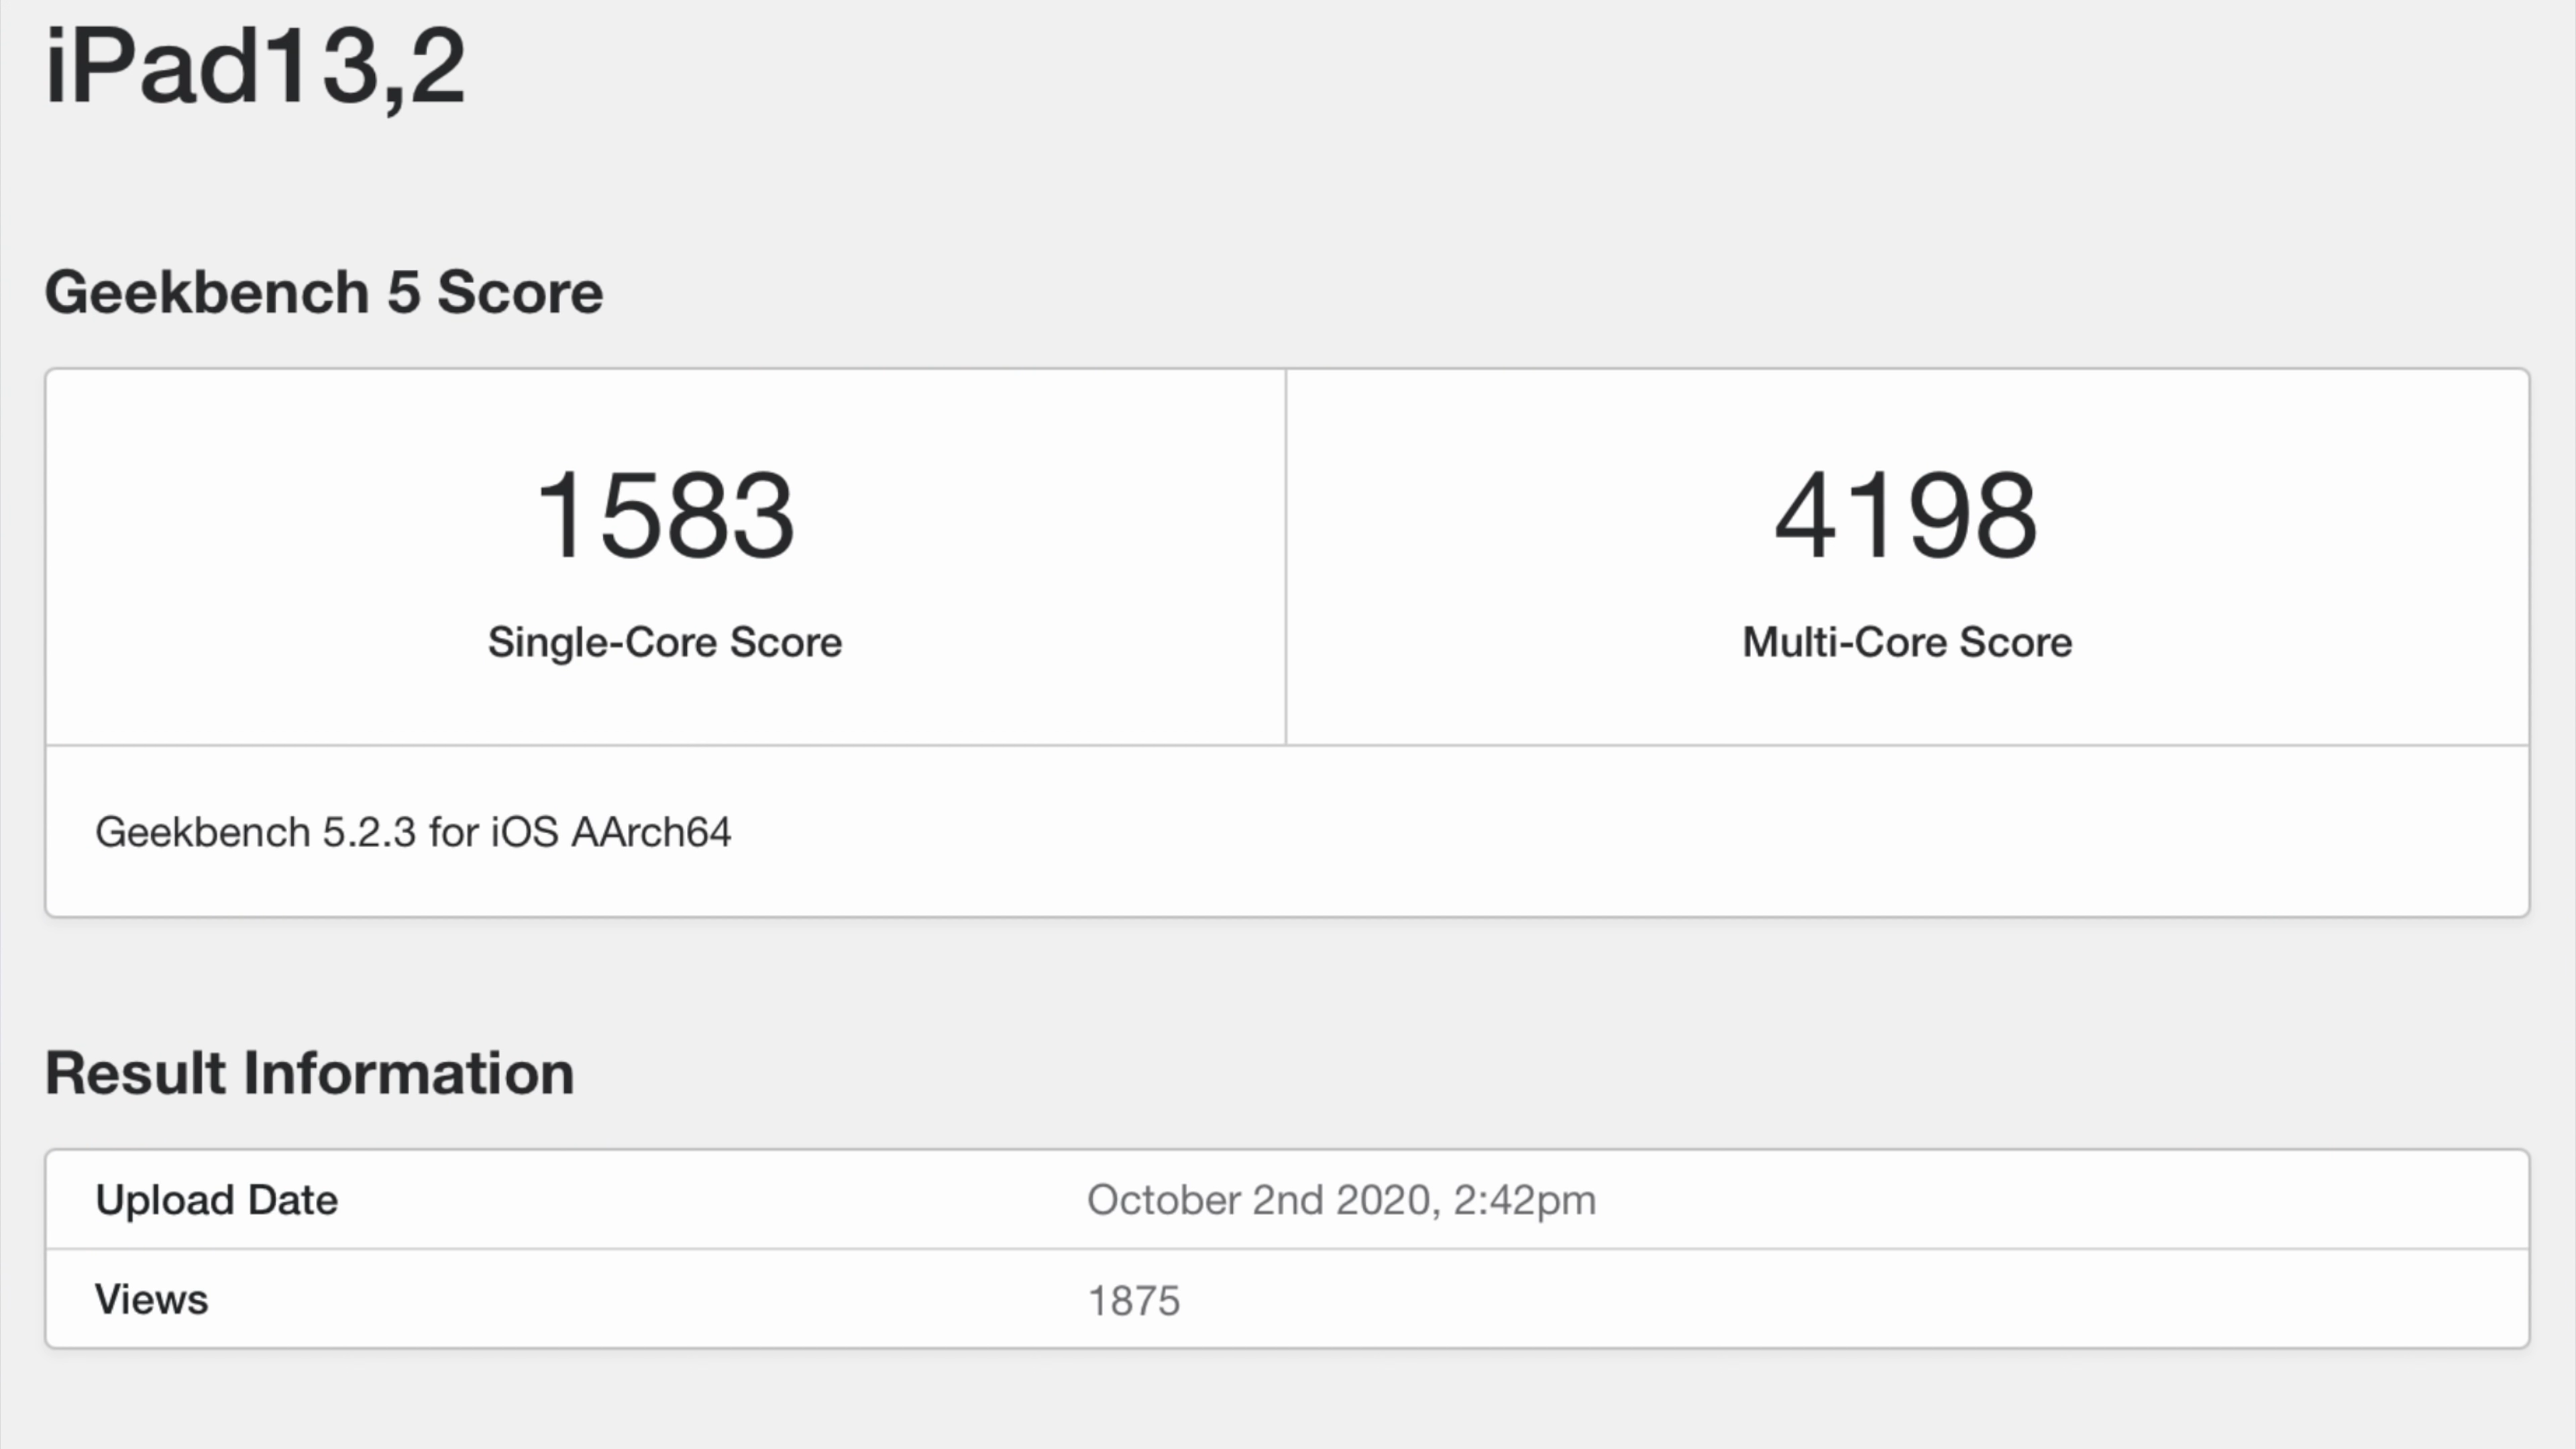 iPad13,2
Geekbench 5 Score
1583
Single-Core Score
4198
Multi-Core Score
Geekbench 5.2.3 for iOS AArch64
Result Information
Upload Date October 2nd 2020, 2:42pm
Views 1875